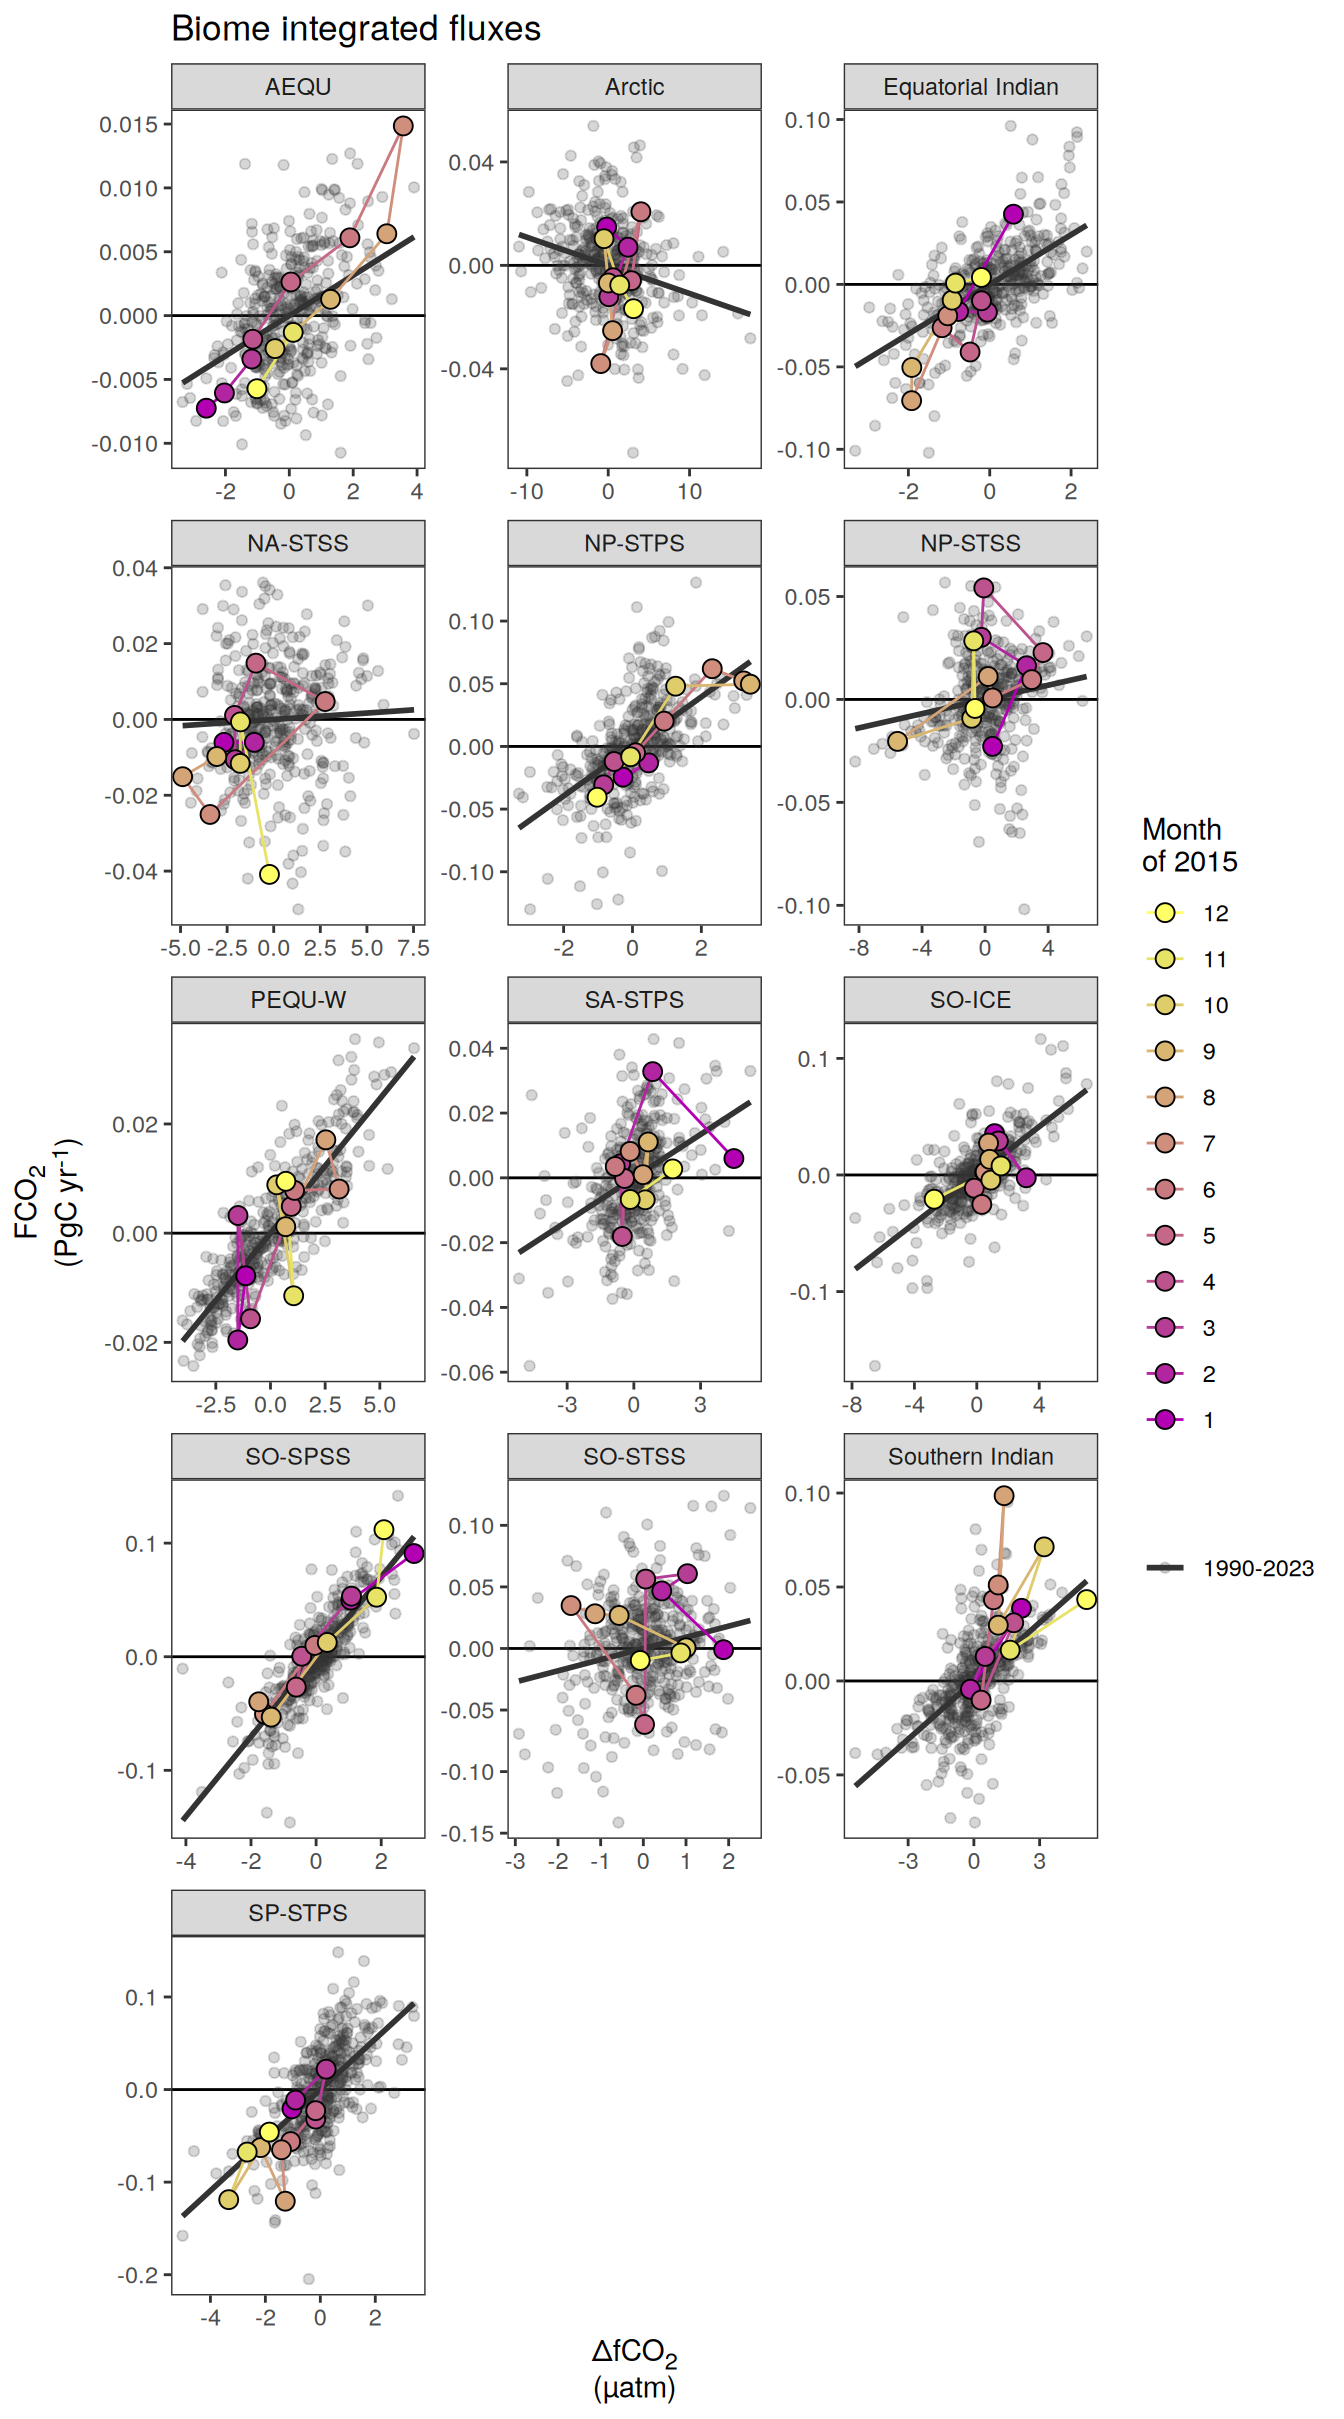 Biome integrated fluxes
AEQU
Arctic
Equatorial Indian
0.015
0.010
0.005
0.000
-0.005
-0.010
0.04
0.00
-0.04
0.10
0.05
0.00
-0.05
-0.10
-2 0 2 4
-10 0 10
-2 0 2
NA-STSS
NP-STPS
NP-STSS
0.04
0.02
0.00
-0.02
-0.04
0.10
0.05
0.00
-0.05
-0.10
0.05
0.00
-0.05
-0.10
-5.0 -2.5 0.0 2.5 5.0 7.5
-2 0 2
-8 -4 0 4
PEQU-W
SA-STPS
SO-ICE
0.02
0.00
-0.02
0.04
0.02
0.00
-0.02
-0.04
-0.06
0.1
0.0
-0.1
-2.5 0.0 2.5 5.0
-3 0 3
-8 -4 0 4
SO-SPSS
SO-STSS
Southern Indian
0.1
0.0
-0.1
0.10
0.05
0.00
-0.05
-0.10
-0.15
0.10
0.05
0.00
-0.05
-4 -2 0 2
-3 -2 -1 0 1 2
-3 0 3
SP-STPS
0.1
0.0
-0.1
-0.2
-4 -2 0 2
FCO₂
(PgC yr⁻¹)
ΔfCO₂
(µatm)
Month
of 2015
12
11
10
9
8
7
6
5
4
3
2
1
1990-2023